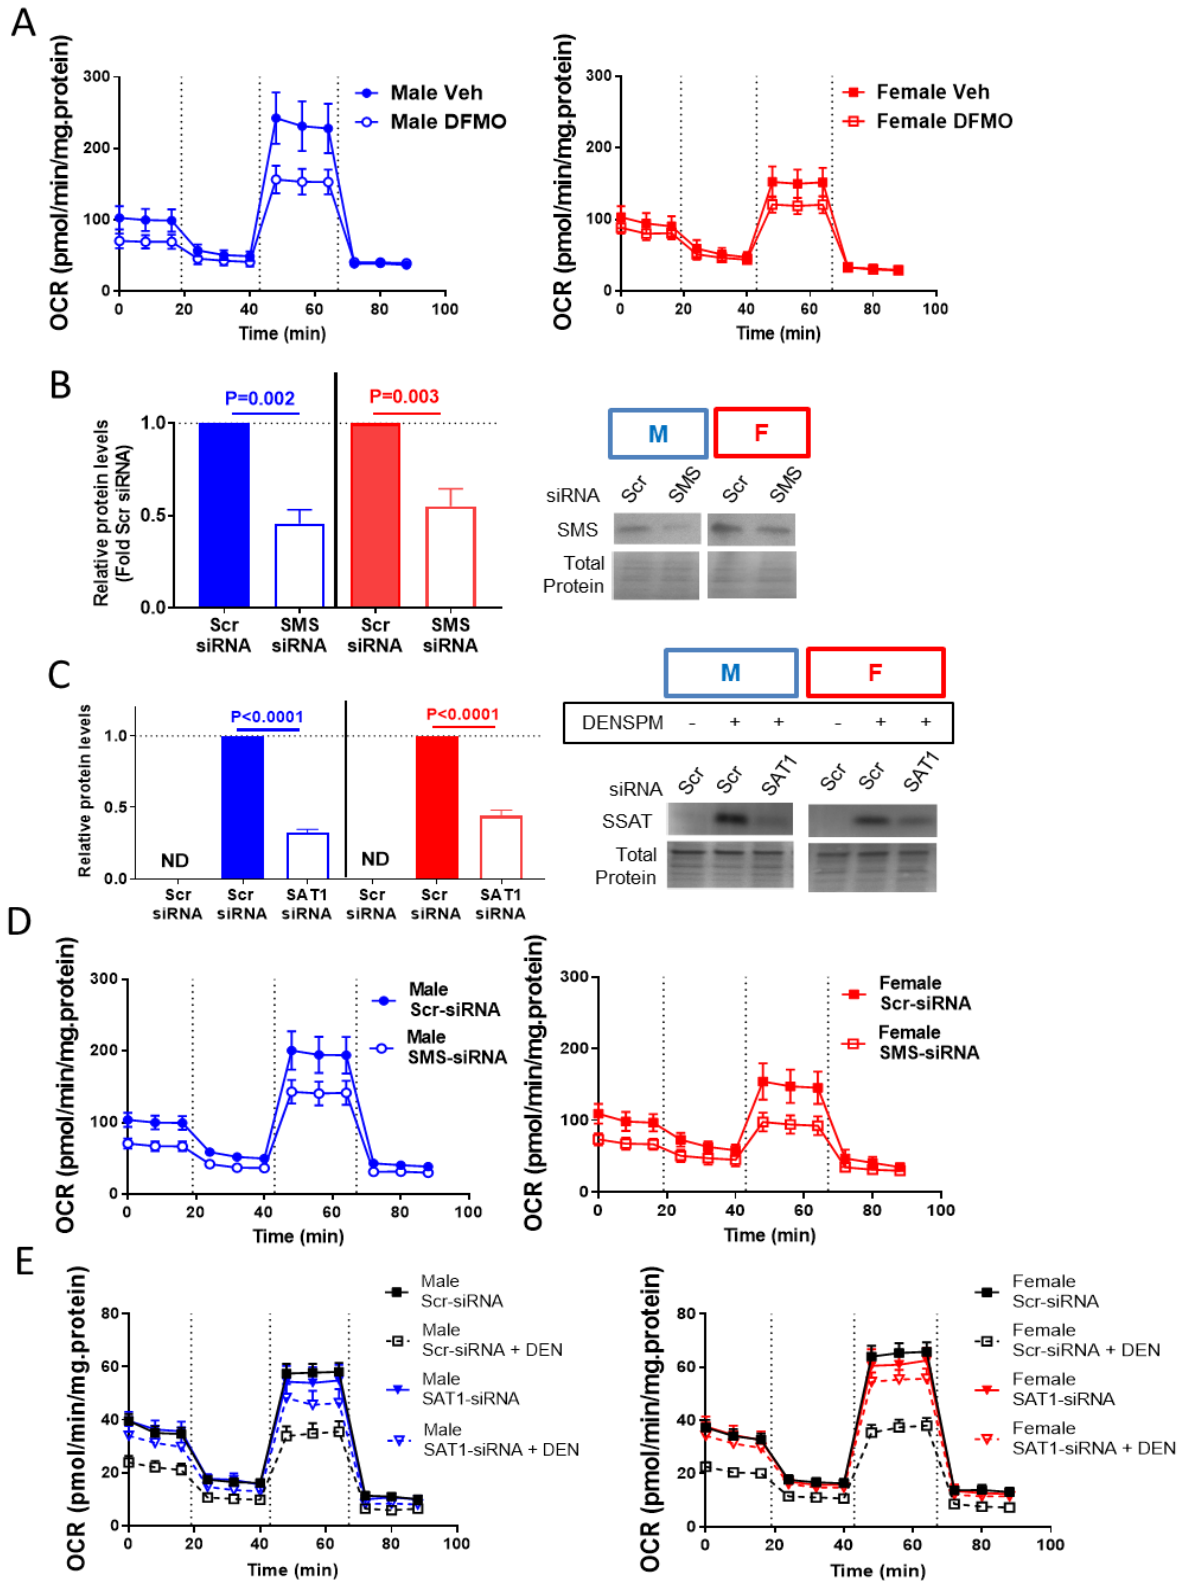 A
OCR (pmol/min/mg.protein)
300
200
100
0
0 20 40 60 80 100
Time (min)
Male Veh
Male DFMO
OCR (pmol/min/mg.protein)
300
200
100
0
0 20 40 60 80 100
Time (min)
Female Veh
Female DFMO
B
Relative protein levels
(Fold Scr siRNA)
1.0
0.5
0.0
P=0.002
P=0.003
Scr
siRNA
SMS
siRNA
Scr
siRNA
SMS
siRNA
M F
siRNA Scr SMS Scr SMS
SMS
Total
Protein
C
Relative protein levels
1.0
0.5
0.0
P<0.0001
P<0.0001
ND
ND
Scr
siRNA
Scr
siRNA
SAT1
siRNA
Scr
siRNA
Scr
siRNA
SAT1
siRNA
M F
DENSPM - + + - + +
siRNA Scr Scr SAT1 Scr Scr SAT1
SSAT
Total
Protein
D
OCR (pmol/min/mg.protein)
300
200
100
0
0 20 40 60 80 100
Time (min)
Male
Scr-siRNA
Male
SMS-siRNA
OCR (pmol/min/mg.protein)
300
200
100
0
0 20 40 60 80 100
Time (min)
Female
Scr-siRNA
Female
SMS-siRNA
E
OCR (pmol/min/mg.protein)
80
60
40
20
0
0 20 40 60 80 100
Time (min)
Male
Scr-siRNA
Male
Scr-siRNA + DEN
Male
SAT1-siRNA
Male
SAT1-siRNA + DEN
OCR (pmol/min/mg.protein)
80
60
40
20
0
0 20 40 60 80 100
Time (min)
Female
Scr-siRNA
Female
Scr-siRNA + DEN
Female
SAT1-siRNA
Female
SAT1-siRNA + DEN